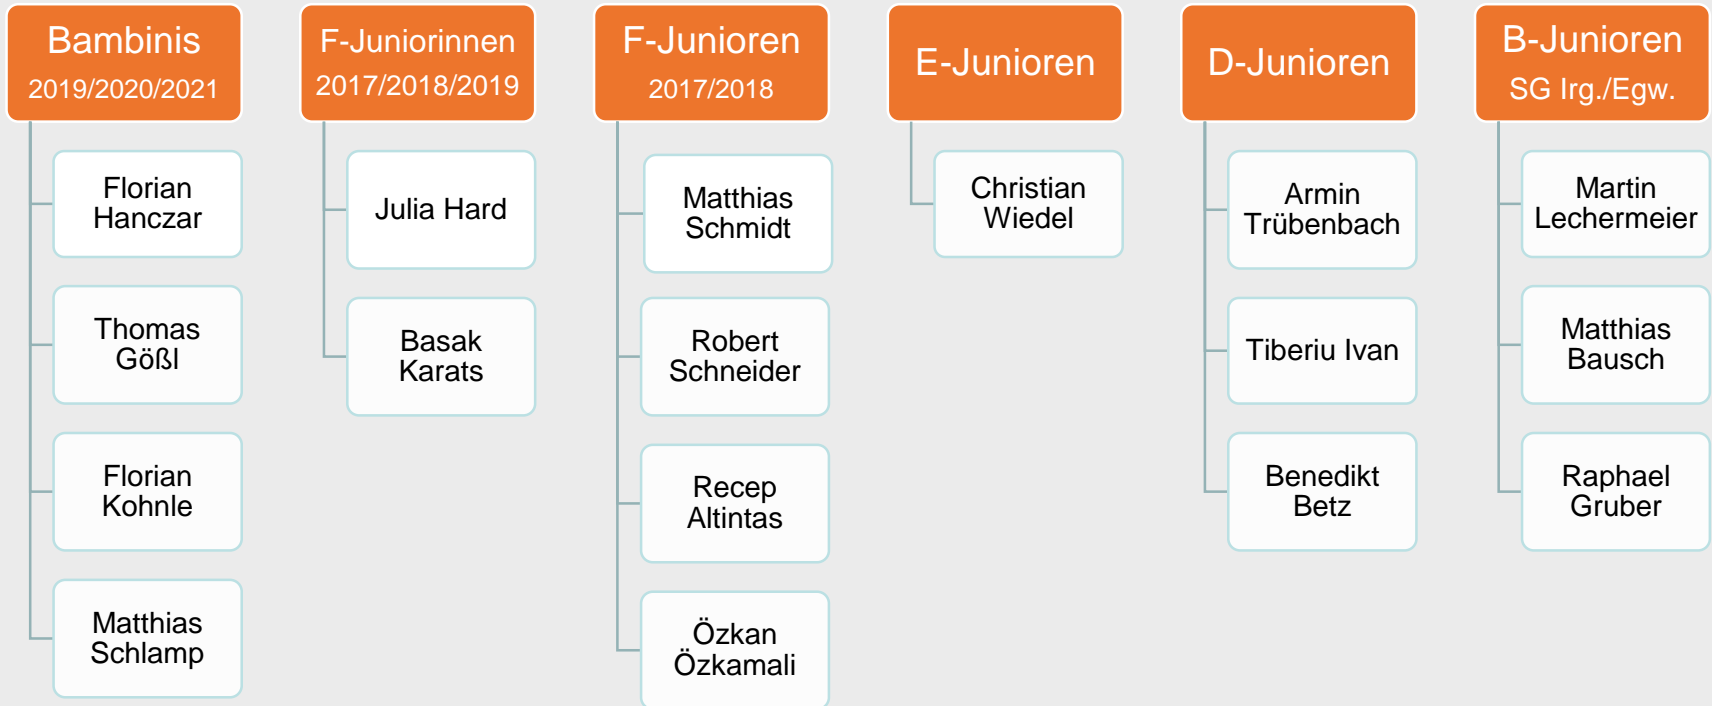 Bambinis
2019/2020/2021
Florian
Hanczar
Thomas
Gößl
Florian
Kohnle
Matthias
Schlamp
F-Juniorinnen
2017/2018/2019
Julia Hard
Basak
Karats
F-Junioren
2017/2018
Matthias
Schmidt
Robert
Schneider
Recep
Altintas
Özkan
Özkamali
E-Junioren
Christian
Wiedel
D-Junioren
Armin
Trübenbach
Tiberiu Ivan
Benedikt
Betz
B-Junioren
SG Irg./Egw.
Martin
Lechermeier
Matthias
Bausch
Raphael
Gruber